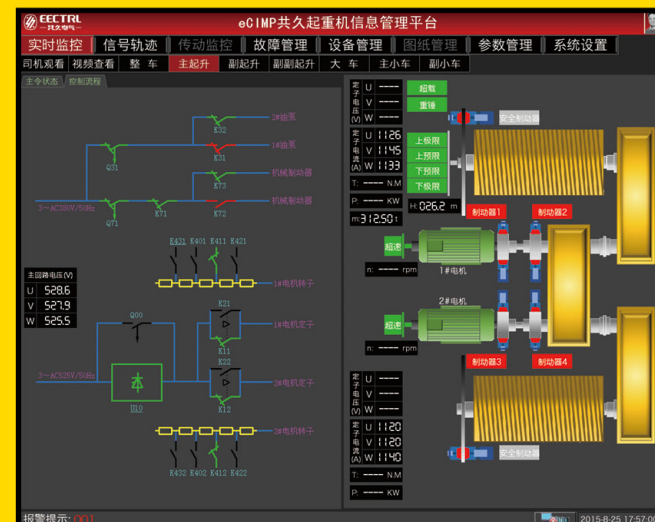 EECTRL
共久电气
eCIMP共久起重机信息管理平台
实时监控 信号轨迹 传动监控 故障管理 设备管理 图纸管理 参数管理 系统设置
司机观看 视频查看 整 车 主起升 副起升 副副起升 大 车 主小车 副小车
主令状态 控制流程
2#油泵
K32
1#油泵
K31
Q31
K73
机械制动器
机械制动器
3~AC380V/50Hz
Q71 K71 K72
K431 K401 K411 K421
1#电机转子
主回路电压(V)
U 528.6
V 527.9
W 525.5
Q00
K21
1#电机定子
K11
K22
3~AC525V/50Hz
2#电机定子
U10
K12
2#电机转子
K432 K402 K412 K422
定子电压(V)
U ----
V ----
W ----
超载
重锤
安全制动器
定子电流(A)
U 1126
V 1145
W 1133
上极限
上预限
下预限
下极限
T: ---- N.M
P: ---- KW
H: 026.2 m
m:312.50 t
制动器1 制动器2
超速
n: ---- rpm
1#电机
2#电机
超速
n: ---- rpm
制动器3 制动器4
定子电压(V)
U ----
V ----
W ----
定子电流(A)
U 1120
V 1120
W 1140
安全制动器
T: ---- N.M
P: ---- KW
报警提示: 001
2015-8-25 17:57:00